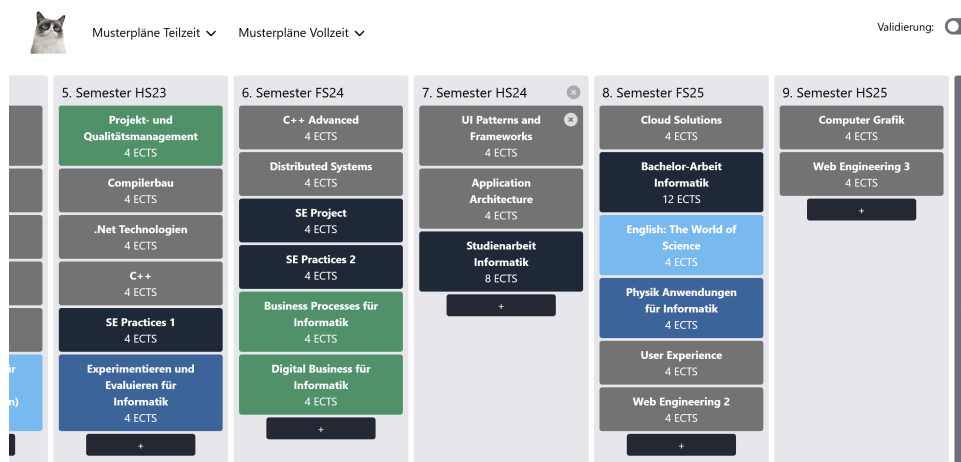 Musterpläne Teilzeit
Musterpläne Vollzeit
Validierung:
ür
n)
5. Semester HS23
Projekt- und
Qualitätsmanagement
4 ECTS
Compilerbau
4 ECTS
.Net Technologien
4 ECTS
C++
4 ECTS
SE Practices 1
4 ECTS
Experimentieren und
Evaluieren für
Informatik
4 ECTS
+
6. Semester FS24
C++ Advanced
4 ECTS
Distributed Systems
4 ECTS
SE Project
4 ECTS
SE Practices 2
4 ECTS
Business Processes für
Informatik
4 ECTS
Digital Business für
Informatik
4 ECTS
+
7. Semester HS24
UI Patterns and
Frameworks
4 ECTS
Application
Architecture
4 ECTS
Studienarbeit
Informatik
8 ECTS
+
8. Semester FS25
Cloud Solutions
4 ECTS
Bachelor-Arbeit
Informatik
12 ECTS
English: The World of
Science
4 ECTS
Physik Anwendungen
für Informatik
4 ECTS
User Experience
4 ECTS
Web Engineering 2
4 ECTS
+
9. Semester HS25
Computer Grafik
4 ECTS
Web Engineering 3
4 ECTS
+